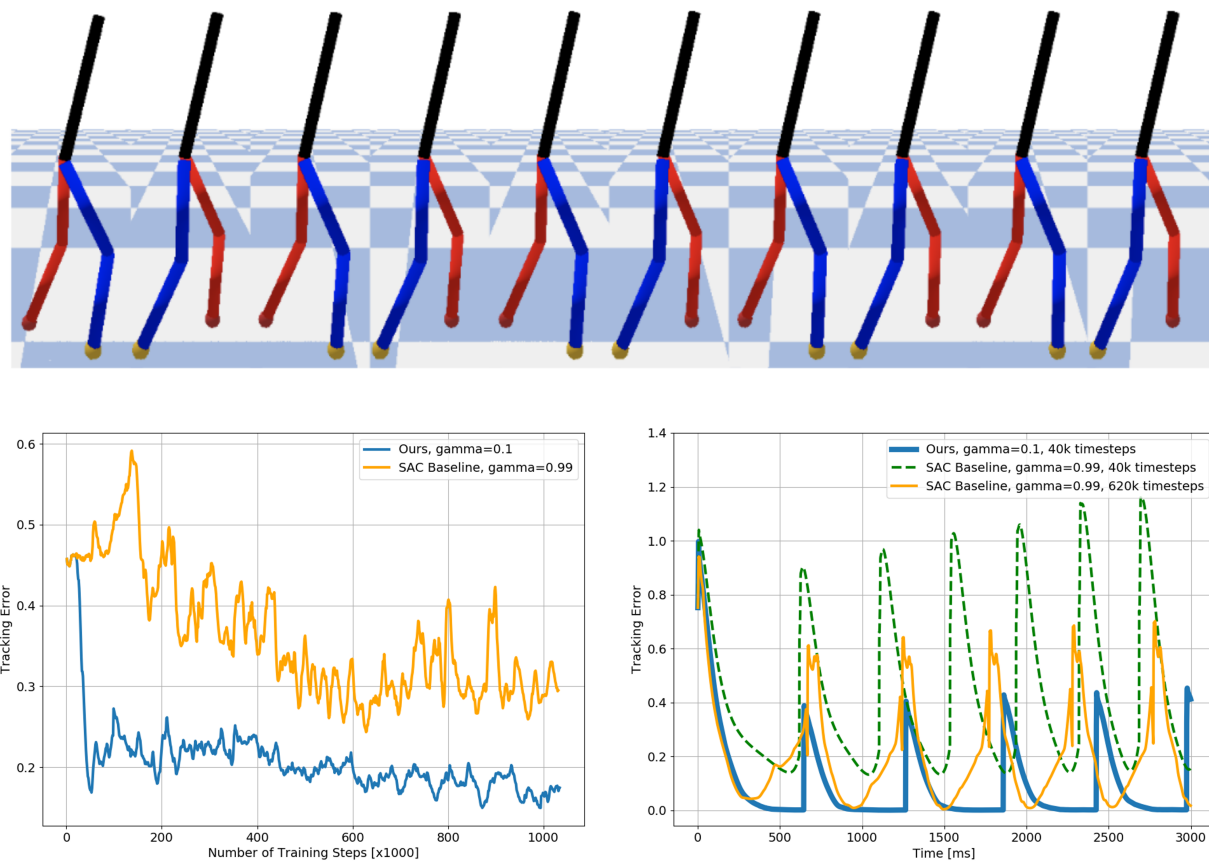 0.6
0.5
0.4
0.3
0.2
Tracking Error
0 200 400 600 800 1000
Number of Training Steps [x1000]
Ours, gamma=0.1
SAC Baseline, gamma=0.99
1.4
1.2
1.0
0.8
0.6
0.4
0.2
0.0
Tracking Error
0 500 1000 1500 2000 2500 3000
Time [ms]
Ours, gamma=0.1, 40k timesteps
SAC Baseline, gamma=0.99, 40k timesteps
SAC Baseline, gamma=0.99, 620k timesteps